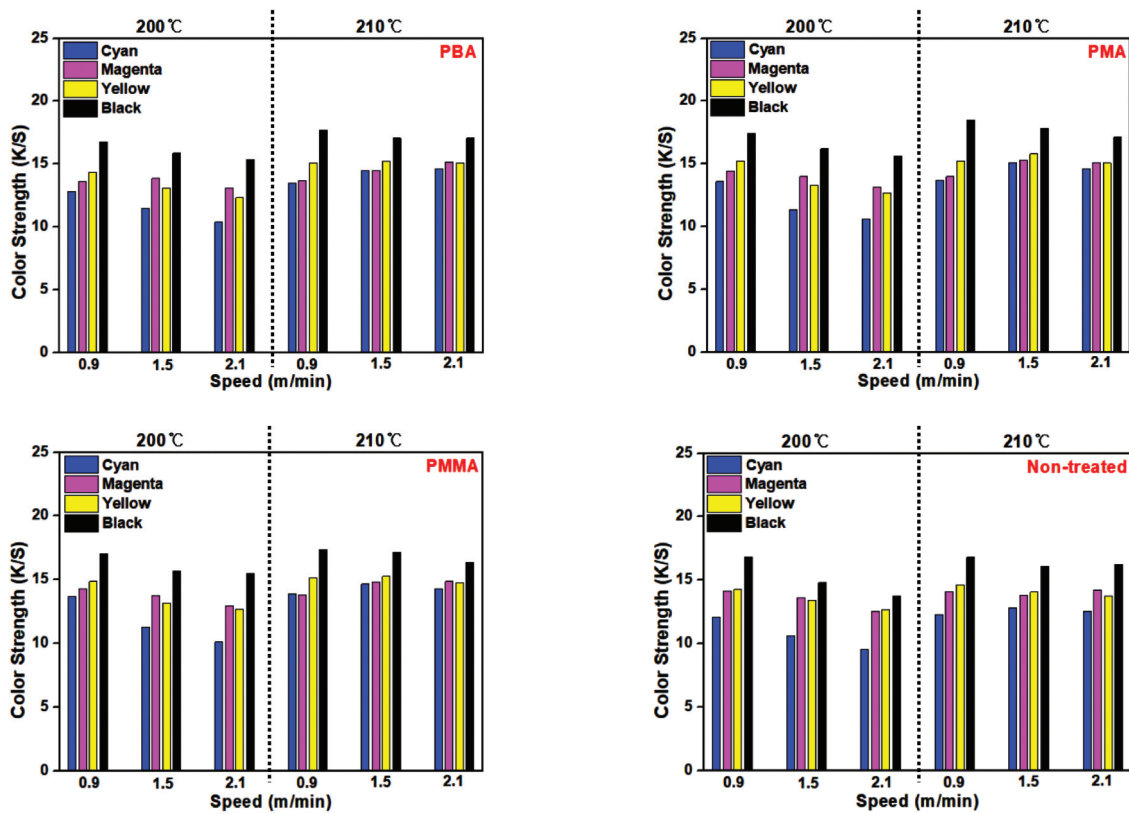 200℃ 210℃
PBA
Cyan
Magenta
Yellow
Black
25
20
15
10
5
0
Color Strength (K/S)
0.9 1.5 2.1 0.9 1.5 2.1
Speed (m/min)
200℃ 210℃
PMA
Cyan
Magenta
Yellow
Black
25
20
15
10
5
0
Color Strength (K/S)
0.9 1.5 2.1 0.9 1.5 2.1
Speed (m/min)
200℃ 210℃
PMMA
Cyan
Magenta
Yellow
Black
25
20
15
10
5
0
Color Strength (K/S)
0.9 1.5 2.1 0.9 1.5 2.1
Speed (m/min)
200℃ 210℃
Non-treated
Cyan
Magenta
Yellow
Black
25
20
15
10
5
0
Color Strength (K/S)
0.9 1.5 2.1 0.9 1.5 2.1
Speed (m/min)